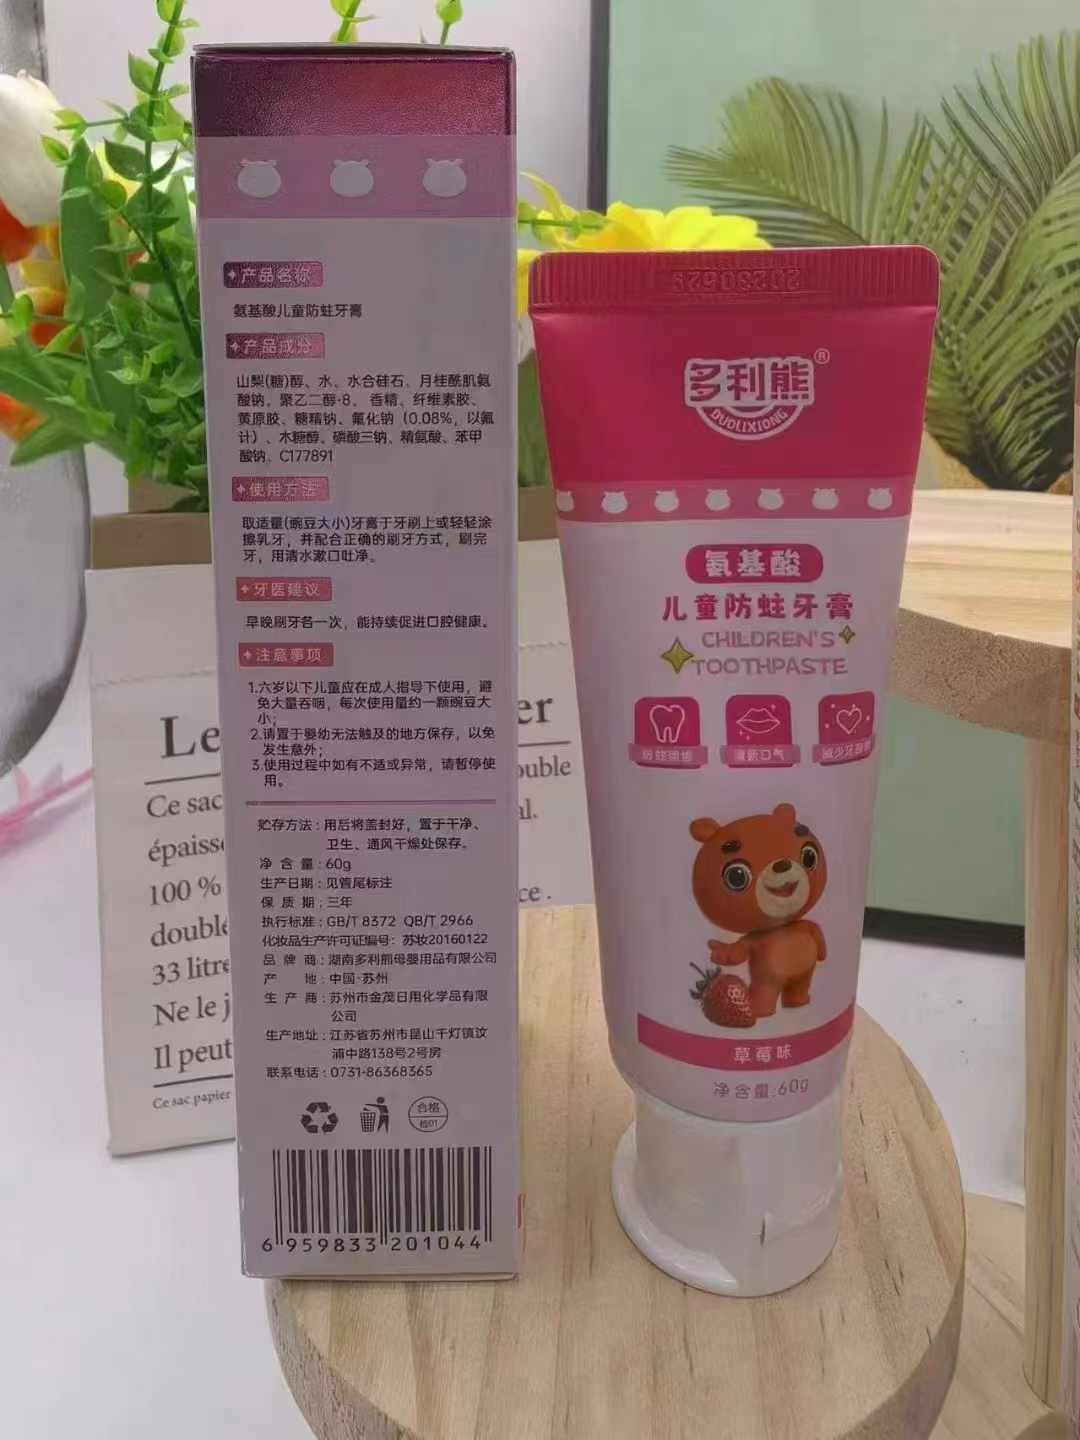 产品名称
氨基酸儿童防蛀牙膏
产品成分
山梨(糖)醇、水、水合硅石、月桂酰肌氨
酸钠、聚乙二醇-8、香精、纤维素胶、
黄原胶、糖精钠、氟化钠（0.08%，以氟
计）、木糖醇、磷酸三钠、精氨酸、苯甲
酸钠、C177891
使用方法
取适量(豌豆大小)牙膏于牙刷上或轻轻涂
擦乳牙，并配合正确的刷牙方式，刷完
牙，用清水漱口吐净。
牙医建议
早晚刷牙各一次，能持续促进口腔健康。
注意事项
1.六岁以下儿童应在成人指导下使用，避
免大量吞咽，每次使用量约一颗豌豆大
小；
2.请置于婴幼无法触及的地方保存，以免
发生意外；
3.使用过程中如有不适或异常，请暂停使
用。
贮存方法：用后将盖封好，置于干净、
卫生、通风干燥处保存。
净含量：60g
生产日期：见管尾标注
保质期：三年
执行标准：GB/T 8372 QB/T 2966
化妆品生产许可证编号：苏妆20160122
品牌商：湖南多利熊母婴用品有限公司
产地：中国·苏州
生产商：苏州市金茂日用化学品有限
公司
生产地址：江苏省苏州市昆山千灯镇汶
浦中路138号2号房
联系电话：0731-86368365
合格
检01
6 959833 201044
20230529
多利熊®
DUOLIXIONG
氨基酸
儿童防蛀牙膏
CHILDREN'S
TOOTHPASTE
防蛀固齿
清新口气
减少牙菌斑
草莓味
净含量:60g
Le
er
Ce sac
ouble
épaiss
al.
100 %
ce.
double
33 litre
Ne le j
Il peut
Ce sac papier